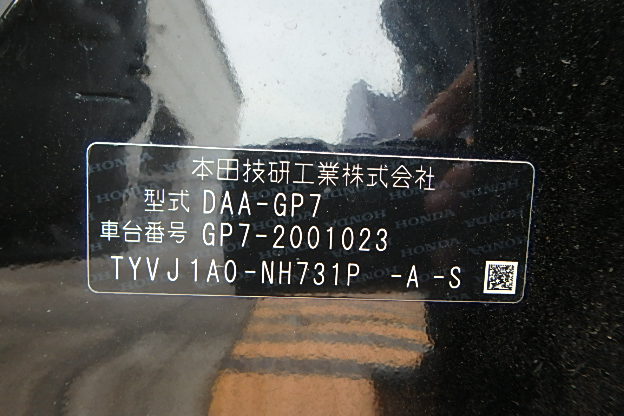 本田技研工業株式会社
型式 DAA-GP7
車台番号 GP7-2001023
TYVJ1A0-NH731P -A -S